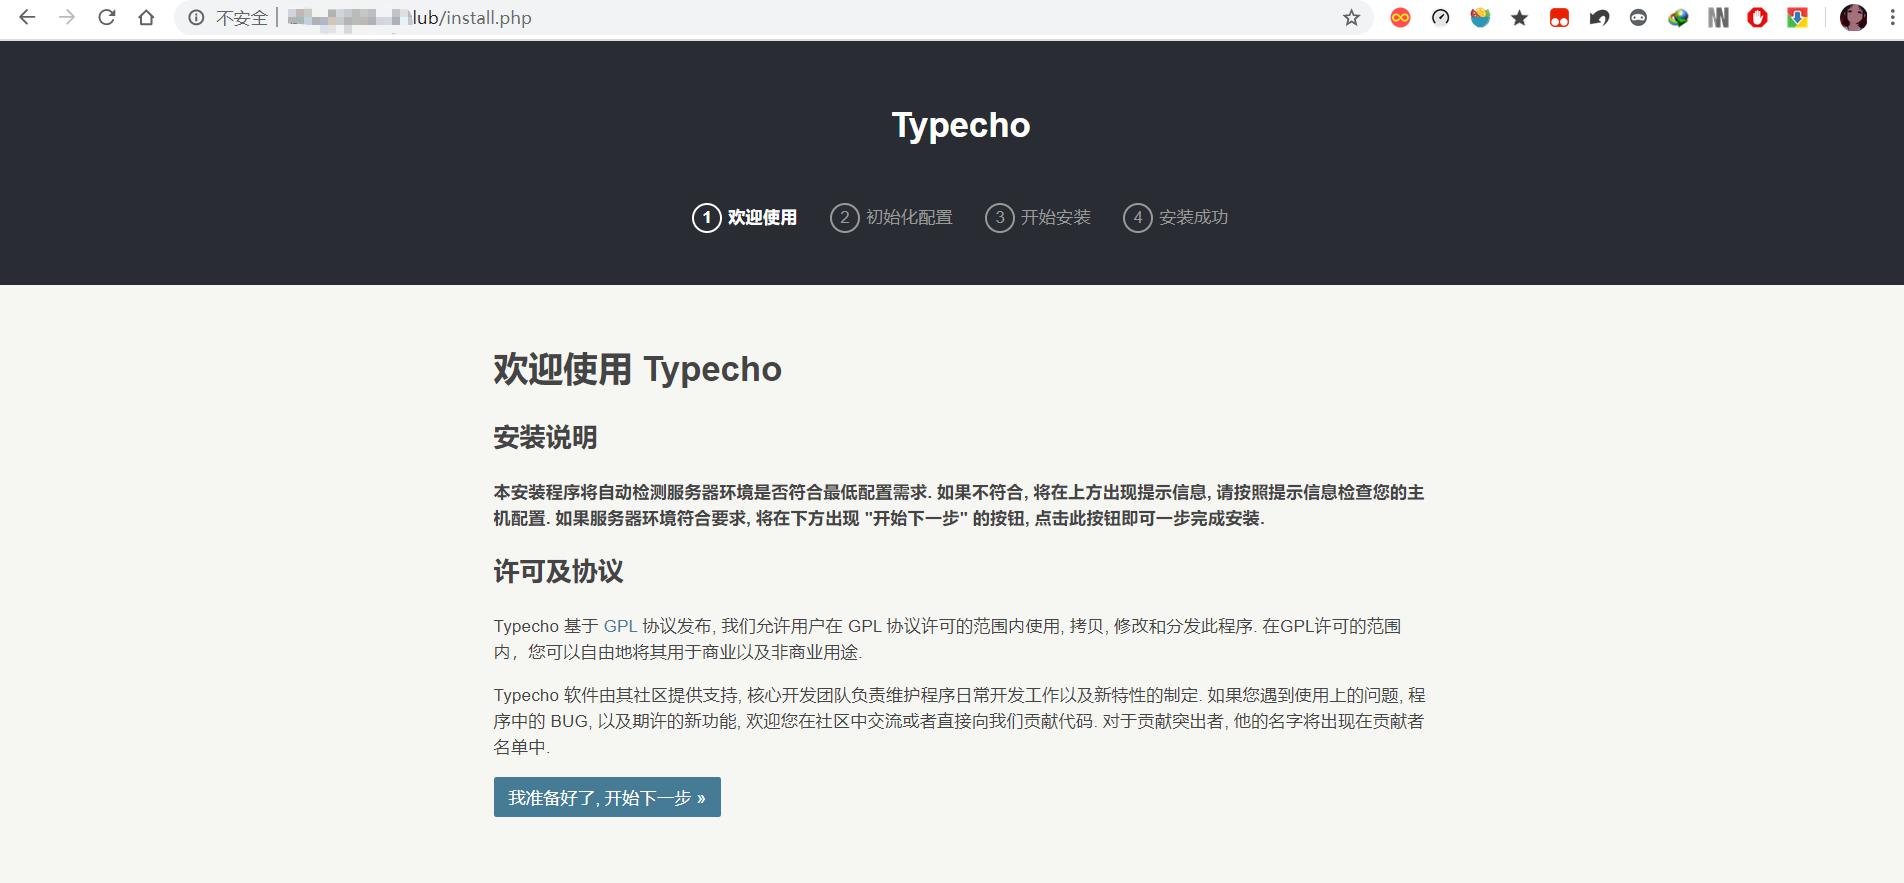 不安全 | lub/install.php
Typecho
1 欢迎使用 2 初始化配置 3 开始安装 4 安装成功
欢迎使用 Typecho
安装说明
本安装程序将自动检测服务器环境是否符合最低配置需求. 如果不符合, 将在上方出现提示信息, 请按照提示信息检查您的主
机配置. 如果服务器环境符合要求, 将在下方出现 "开始下一步" 的按钮, 点击此按钮即可一步完成安装.
许可及协议
Typecho 基于 GPL 协议发布, 我们允许用户在 GPL 协议许可的范围内使用, 拷贝, 修改和分发此程序. 在GPL许可的范围
内，您可以自由地将其用于商业以及非商业用途.
Typecho 软件由其社区提供支持, 核心开发团队负责维护程序日常开发工作以及新特性的制定. 如果您遇到使用上的问题, 程
序中的 BUG, 以及期许的新功能, 欢迎您在社区中交流或者直接向我们贡献代码. 对于贡献突出者, 他的名字将出现在贡献者
名单中.
我准备好了, 开始下一步 »